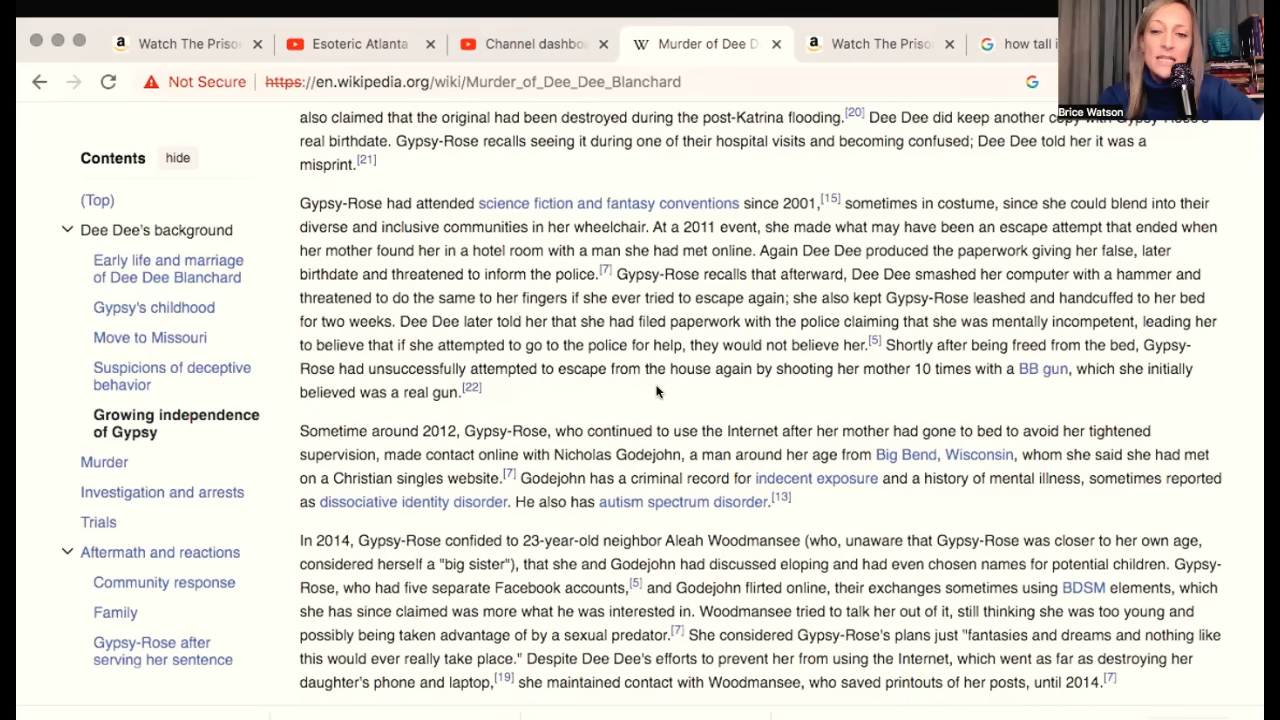 Watch The Priso
Esoteric Atlanta
Channel dashbo
W Murder of Dee D
Watch The Priso
how tall i
Not Secure https://en.wikipedia.org/wiki/Murder_of_Dee_Dee_Blanchard
Brice Watson
Contents hide
(Top)
Dee Dee's background
Early life and marriage
of Dee Dee Blanchard
Gypsy's childhood
Move to Missouri
Suspicions of deceptive
behavior
Growing independence
of Gypsy
Murder
Investigation and arrests
Trials
Aftermath and reactions
Community response
Family
Gypsy-Rose after
serving her sentence
also claimed that the original had been destroyed during the post-Katrina flooding.[20] Dee Dee did keep another copy with Gypsy-Rose's
real birthdate. Gypsy-Rose recalls seeing it during one of their hospital visits and becoming confused; Dee Dee told her it was a
misprint.[21]
Gypsy-Rose had attended science fiction and fantasy conventions since 2001,[15] sometimes in costume, since she could blend into their
diverse and inclusive communities in her wheelchair. At a 2011 event, she made what may have been an escape attempt that ended when
her mother found her in a hotel room with a man she had met online. Again Dee Dee produced the paperwork giving her false, later
birthdate and threatened to inform the police.[7] Gypsy-Rose recalls that afterward, Dee Dee smashed her computer with a hammer and
threatened to do the same to her fingers if she ever tried to escape again; she also kept Gypsy-Rose leashed and handcuffed to her bed
for two weeks. Dee Dee later told her that she had filed paperwork with the police claiming that she was mentally incompetent, leading her
to believe that if she attempted to go to the police for help, they would not believe her.[5] Shortly after being freed from the bed, Gypsy-
Rose had unsuccessfully attempted to escape from the house again by shooting her mother 10 times with a BB gun, which she initially
believed was a real gun.[22]
Sometime around 2012, Gypsy-Rose, who continued to use the Internet after her mother had gone to bed to avoid her tightened
supervision, made contact online with Nicholas Godejohn, a man around her age from Big Bend, Wisconsin, whom she said she had met
on a Christian singles website.[7] Godejohn has a criminal record for indecent exposure and a history of mental illness, sometimes reported
as dissociative identity disorder. He also has autism spectrum disorder.[13]
In 2014, Gypsy-Rose confided to 23-year-old neighbor Aleah Woodmansee (who, unaware that Gypsy-Rose was closer to her own age,
considered herself a "big sister"), that she and Godejohn had discussed eloping and had even chosen names for potential children. Gypsy-
Rose, who had five separate Facebook accounts,[5] and Godejohn flirted online, their exchanges sometimes using BDSM elements, which
she has since claimed was more what he was interested in. Woodmansee tried to talk her out of it, still thinking she was too young and
possibly being taken advantage of by a sexual predator.[7] She considered Gypsy-Rose's plans just "fantasies and dreams and nothing like
this would ever really take place." Despite Dee Dee's efforts to prevent her from using the Internet, which went as far as destroying her
daughter's phone and laptop,[19] she maintained contact with Woodmansee, who saved printouts of her posts, until 2014.[7]